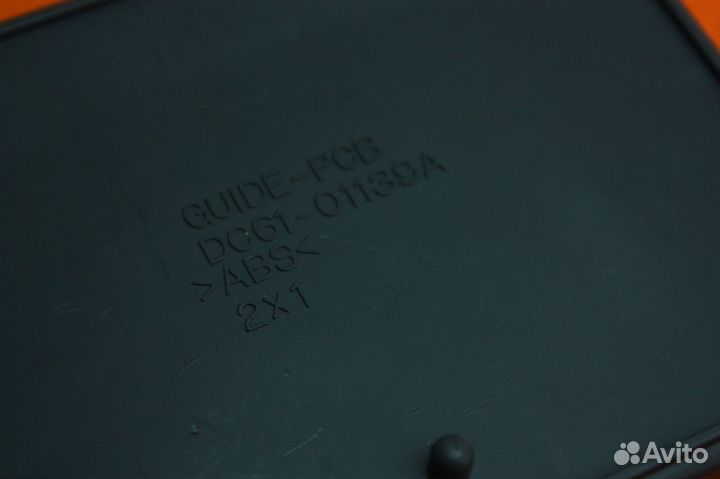 GUIDE-PCB
DC61-01139A
>ABS<
2x1
Avito